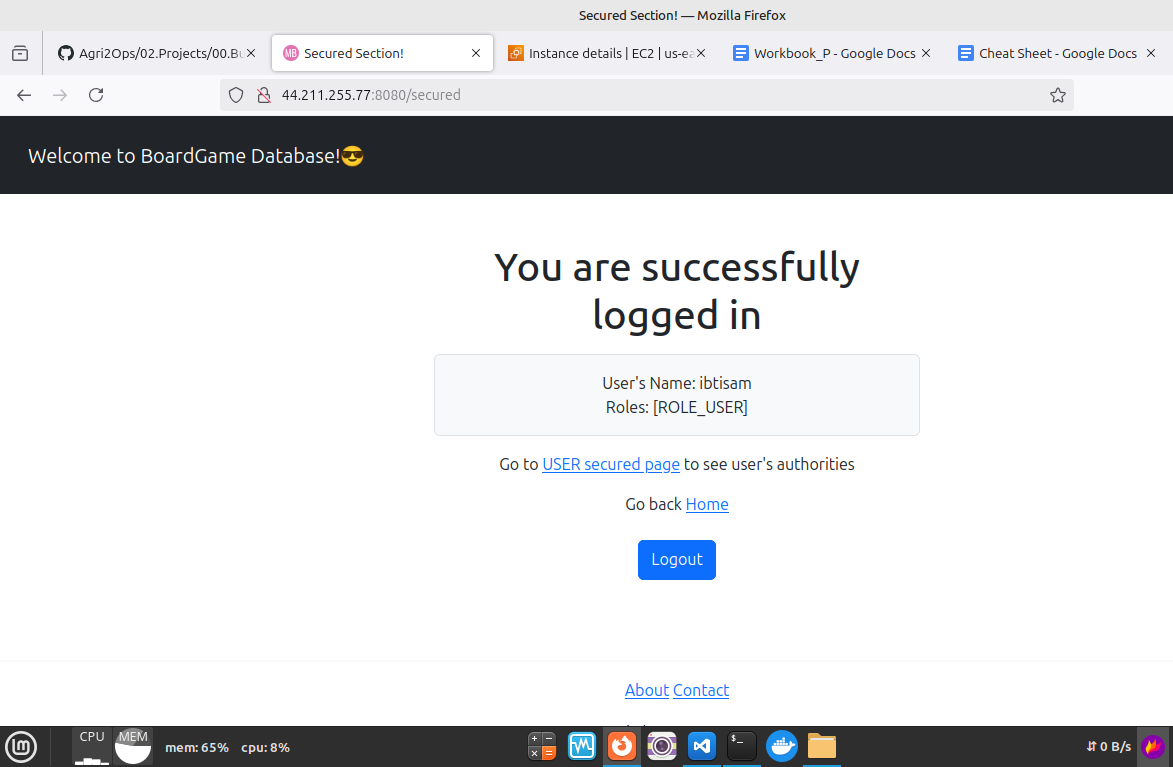 Secured Section! — Mozilla Firefox
Agri2Ops/02.Projects/00.Bu
MB Secured Section!
Instance details | EC2 | us-ea
Workbook_P - Google Docs
Cheat Sheet - Google Docs
44.211.255.77:8080/secured
Welcome to BoardGame Database!😎
You are successfully
logged in
User's Name: ibtisam
Roles: [ROLE_USER]
Go to USER secured page to see user's authorities
Go back Home
Logout
About Contact
CPU
MEM
mem: 65% cpu: 8%
0 B/s